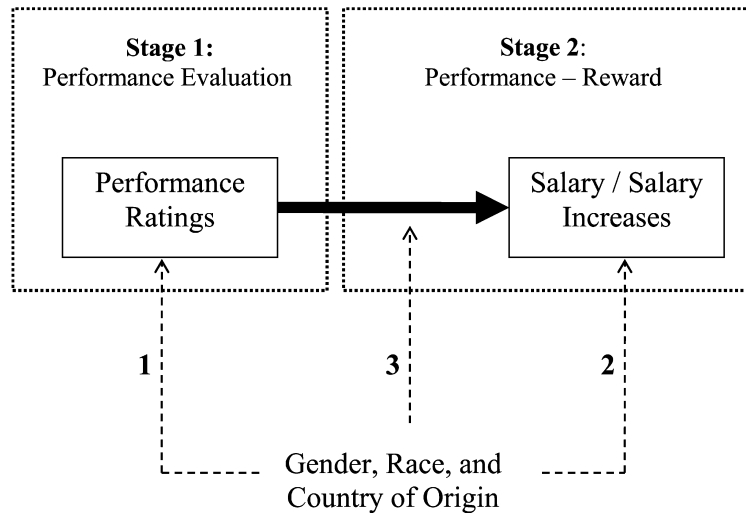 Stage 1:
Performance Evaluation
Stage 2:
Performance – Reward
Performance
Ratings
Salary / Salary
Increases
1
3
2
Gender, Race, and
Country of Origin